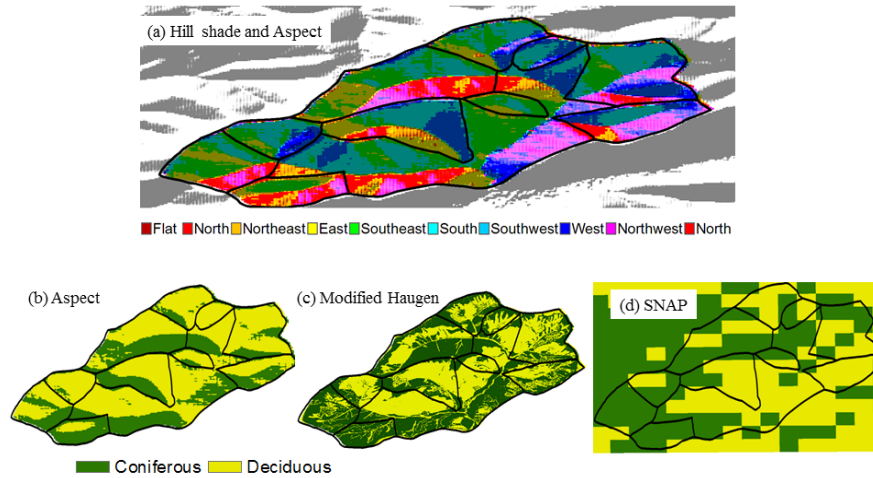 (a) Hill shade and Aspect
Flat North Northeast East Southeast South Southwest West Northwest North
(b) Aspect
(c) Modified Haugen
(d) SNAP
Coniferous Deciduous